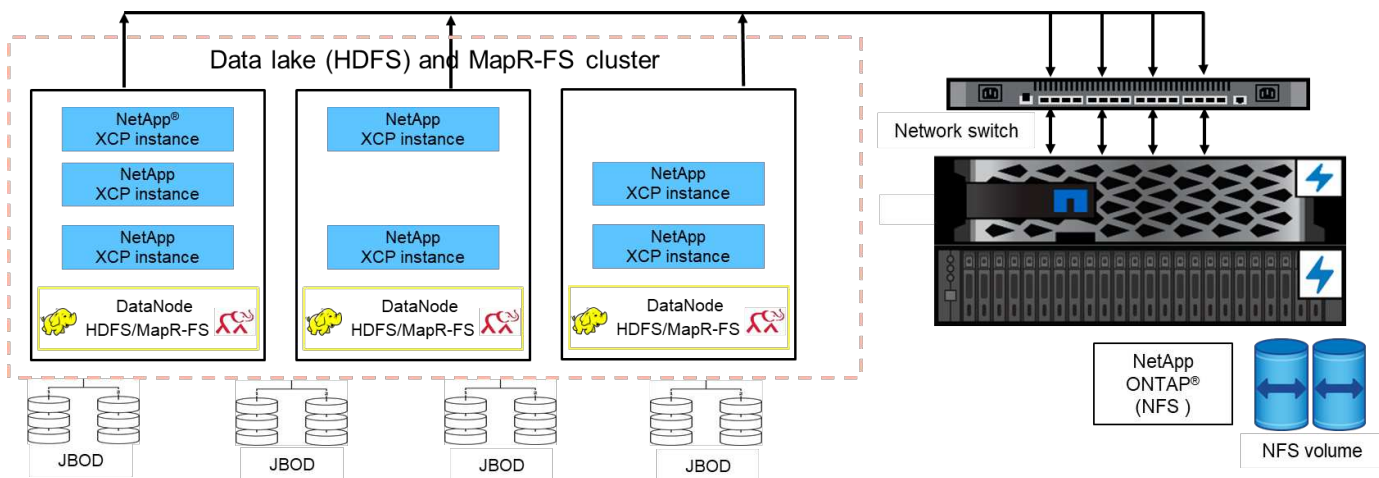 Data lake (HDFS) and MapR-FS cluster
NetApp®
XCP instance
NetApp
XCP instance
NetApp
XCP instance
DataNode
HDFS/MapR-FS
NetApp
XCP instance
NetApp
XCP instance
DataNode
HDFS/MapR-FS
NetApp
XCP instance
NetApp
XCP instance
DataNode
HDFS/MapR-FS
JBOD
JBOD
JBOD
JBOD
Network switch
NetApp
ONTAP®
(NFS )
NFS volume